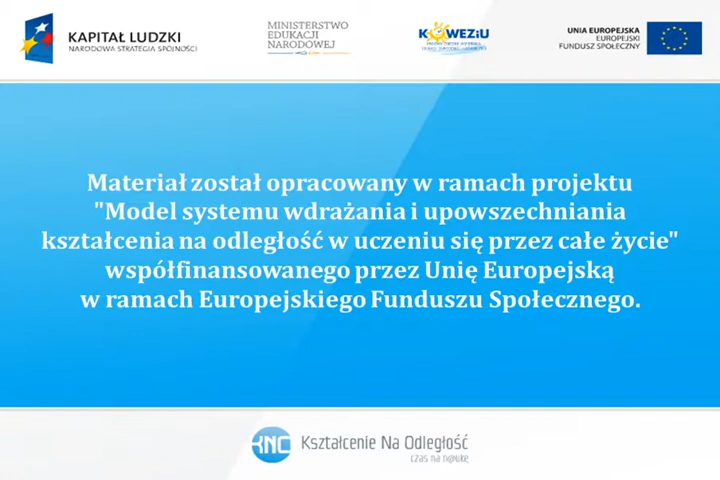 KAPITAŁ LUDZKI
NARODOWA STRATEGIA SPÓJNOŚCI
MINISTERSTWO
EDUKACJI
NARODOWEJ
KOWEZiU
UNIA EUROPEJSKA
EUROPEJSKI
FUNDUSZ SPOŁECZNY
Materiał został opracowany w ramach projektu
"Model systemu wdrażania i upowszechniania
kształcenia na odległość w uczeniu się przez całe życie"
współfinansowanego przez Unię Europejską
w ramach Europejskiego Funduszu Społecznego.
KNO Kształcenie Na Odległość
czas na n@ukę